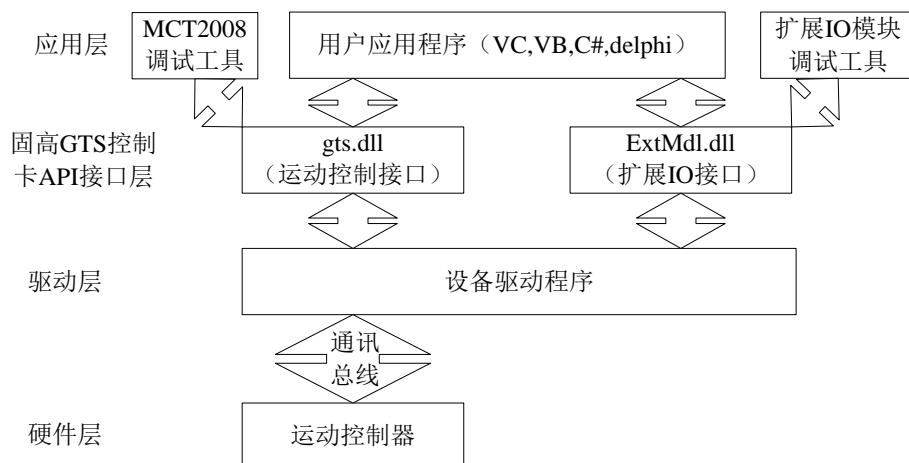 应用层
MCT2008
调试工具
用户应用程序（VC,VB,C#,delphi）
扩展IO模块
调试工具
固高GTS控制
卡API接口层
gts.dll
（运动控制接口）
ExtMdl.dll
（扩展IO接口）
驱动层
设备驱动程序
通讯
总线
硬件层
运动控制器